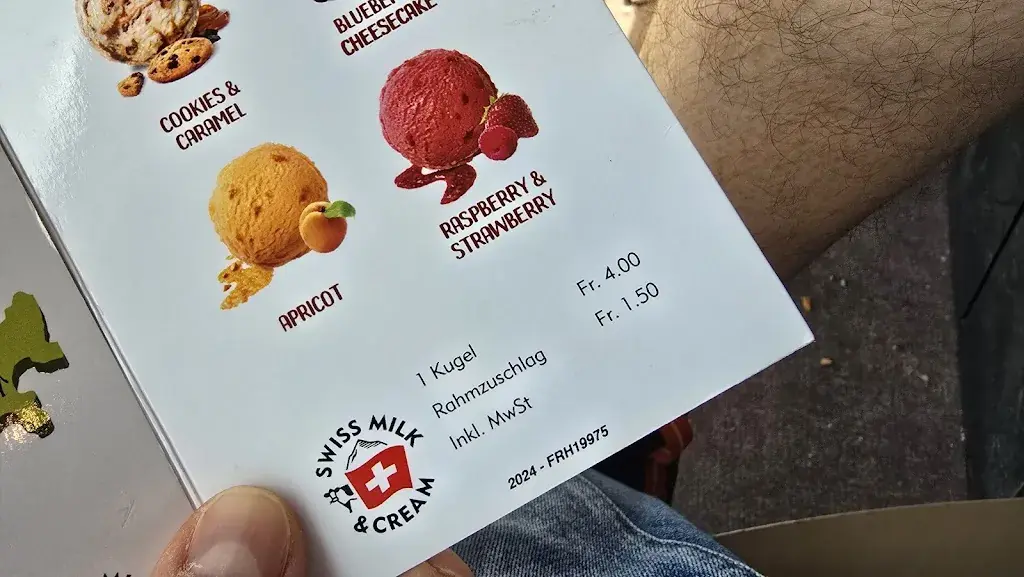 COOKIES &
CARAMEL
CHEESECAKE
RASPBERRY &
STRAWBERRY
APRICOT
1 Kugel Fr. 4.00
Rahmzuschlag Fr. 1.50
Inkl. MwSt
SWISS MILK
& CREAM
2024 - FRH19975